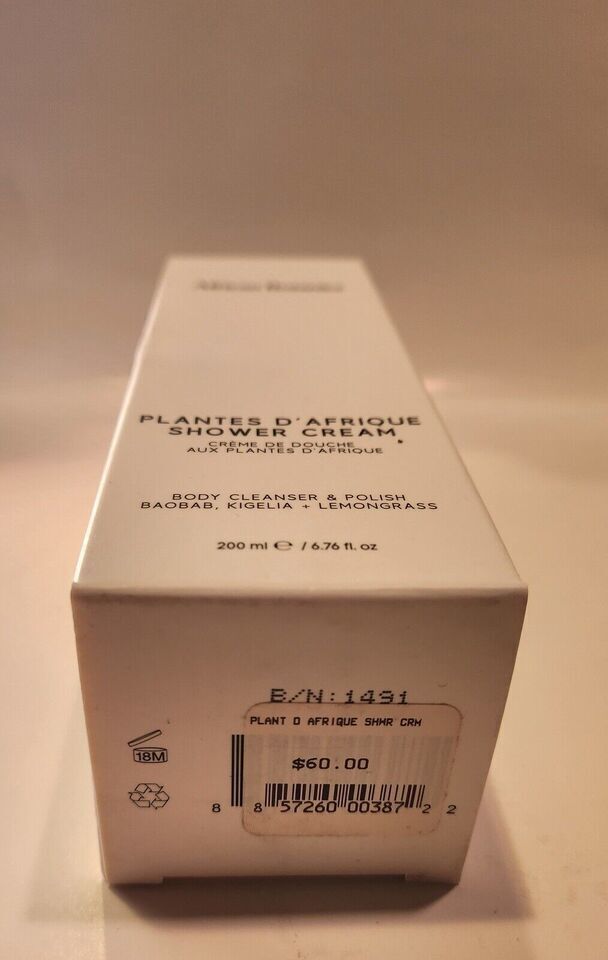 PLANTES D'AFRIQUE
SHOWER CREAM
CRÈME DE DOUCHE
AUX PLANTES D'AFRIQUE
BODY CLEANSER & POLISH
BAOBAB, KIGELIA + LEMONGRASS
200 ml ℮ / 6.76 fl. oz
B/N: 1491
PLANT D AFRIQUE SHWR CRM
18M
$60.00
8 8 57260 00387 2 2